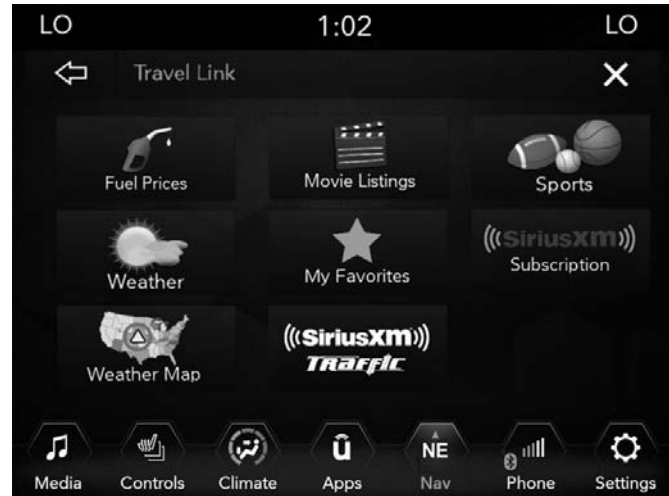 LO 1:02 LO
Travel Link
Fuel Prices Movie Listings Sports
Weather My Favorites ((SiriusXM)) Subscription
Weather Map ((SiriusXM)) TRAFFIC
NE
Media Controls Climate Apps Nav Phone Settings